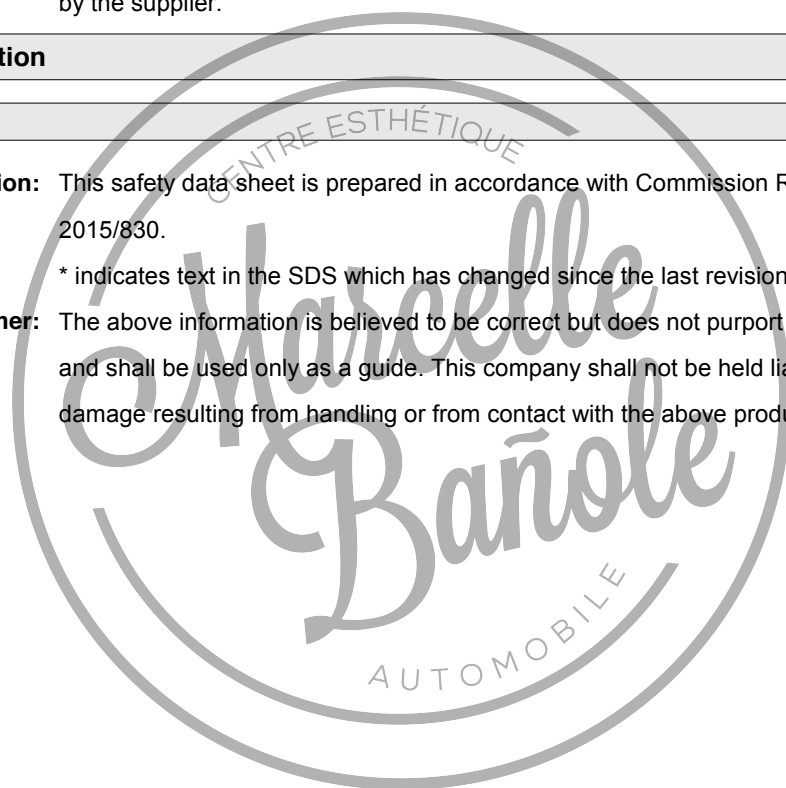 by the supplier.
tion
ion: This safety data sheet is prepared in accordance with Commission R
2015/830.
* indicates text in the SDS which has changed since the last revision
ner: The above information is believed to be correct but does not purport
and shall be used only as a guide. This company shall not be held lia
damage resulting from handling or from contact with the above produ
CENTRE ESTHÉTIQUE
Marcelle
Bañole
AUTOMOBILE